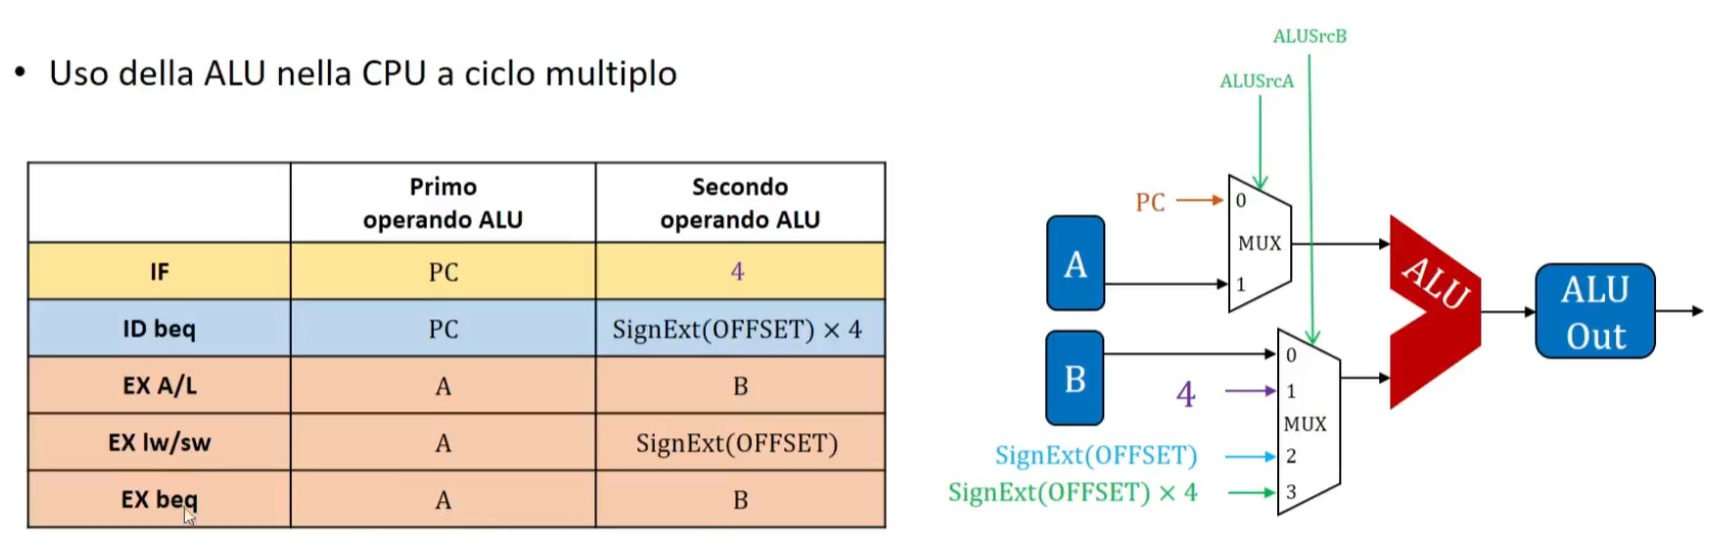 • Uso della ALU nella CPU a ciclo multiplo
Primo operando ALU
Secondo operando ALU
IF PC 4
ID beq PC SignExt(OFFSET) × 4
EX A/L A B
EX lw/sw A SignExt(OFFSET)
EX beq A B
ALUSrcB
ALUSrcA
PC
0
MUX
1
A
B
0
4
1
MUX
SignExt(OFFSET)
2
SignExt(OFFSET) × 4
3
ALU
ALU
Out